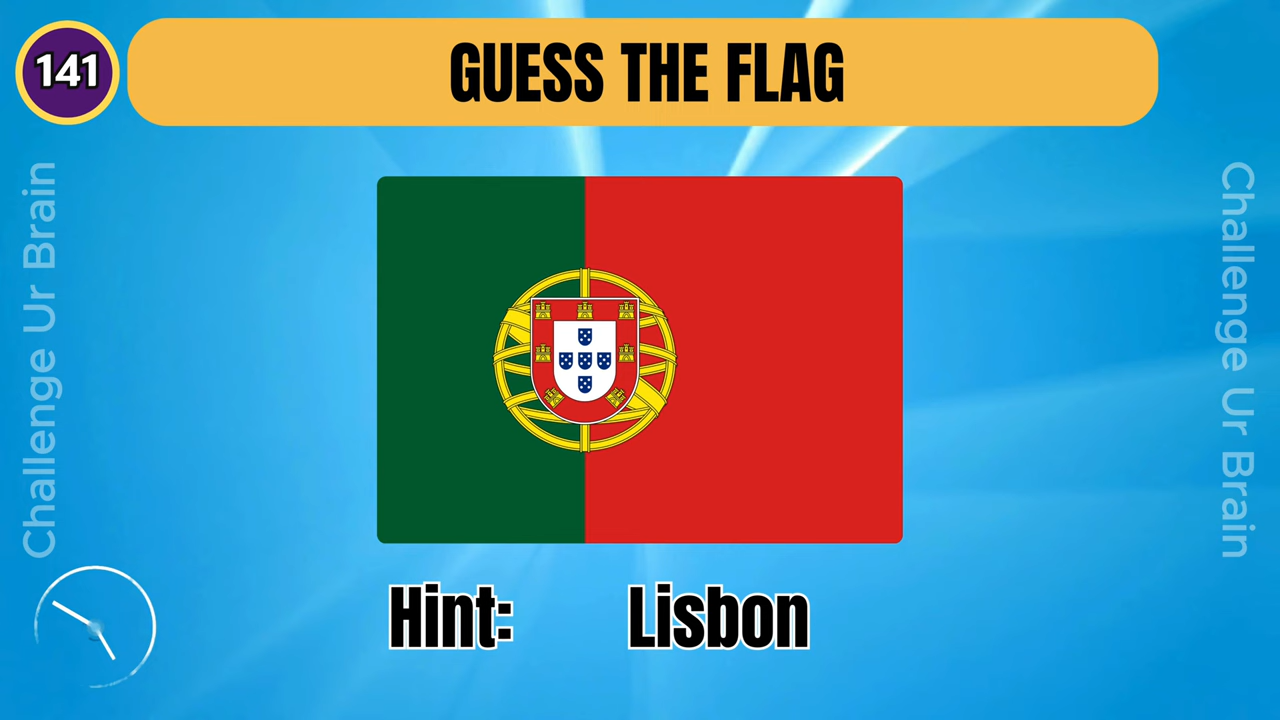 141
GUESS THE FLAG
Challenge Ur Brain
Challenge Ur Brain
Hint: Lisbon